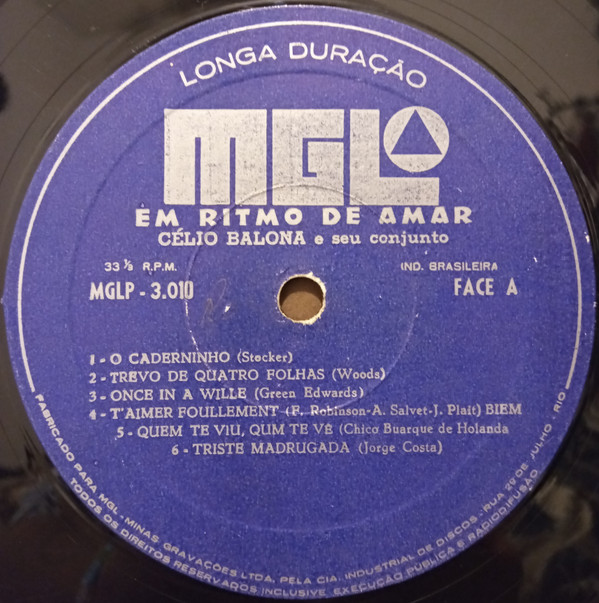 LONGA DURAÇÃO
MGL
EM RITMO DE AMAR
CÉLIO BALONA e seu conjunto
33 ⅓ R.P.M.
IND. BRASILEIRA
MGLP - 3.010
FACE A
1 - O CADERNINHO (Stocker)
2 - TREVO DE QUATRO FOLHAS (Woods)
3 - ONCE IN A WILLE (Green Edwards)
4 - T'AIMER FOULLEMENT (F. Robinson-A. Salvet-J. Plait) BIEM
5 - QUEM TE VIU, QUM TE VÊ (Chico Buarque de Holanda
6 - TRISTE MADRUGADA (Jorge Costa)
FABRICADO PARA MGL - MINAS GRAVAÇÕES LTDA. PELA CIA. INDUSTRIAL DE DISCOS - RUA 29 DE JULHO - RIO
TODOS OS DIREITOS RESERVADOS INCLUSIVE EXECUÇÃO PÚBLICA E RADIODIFUSÃO